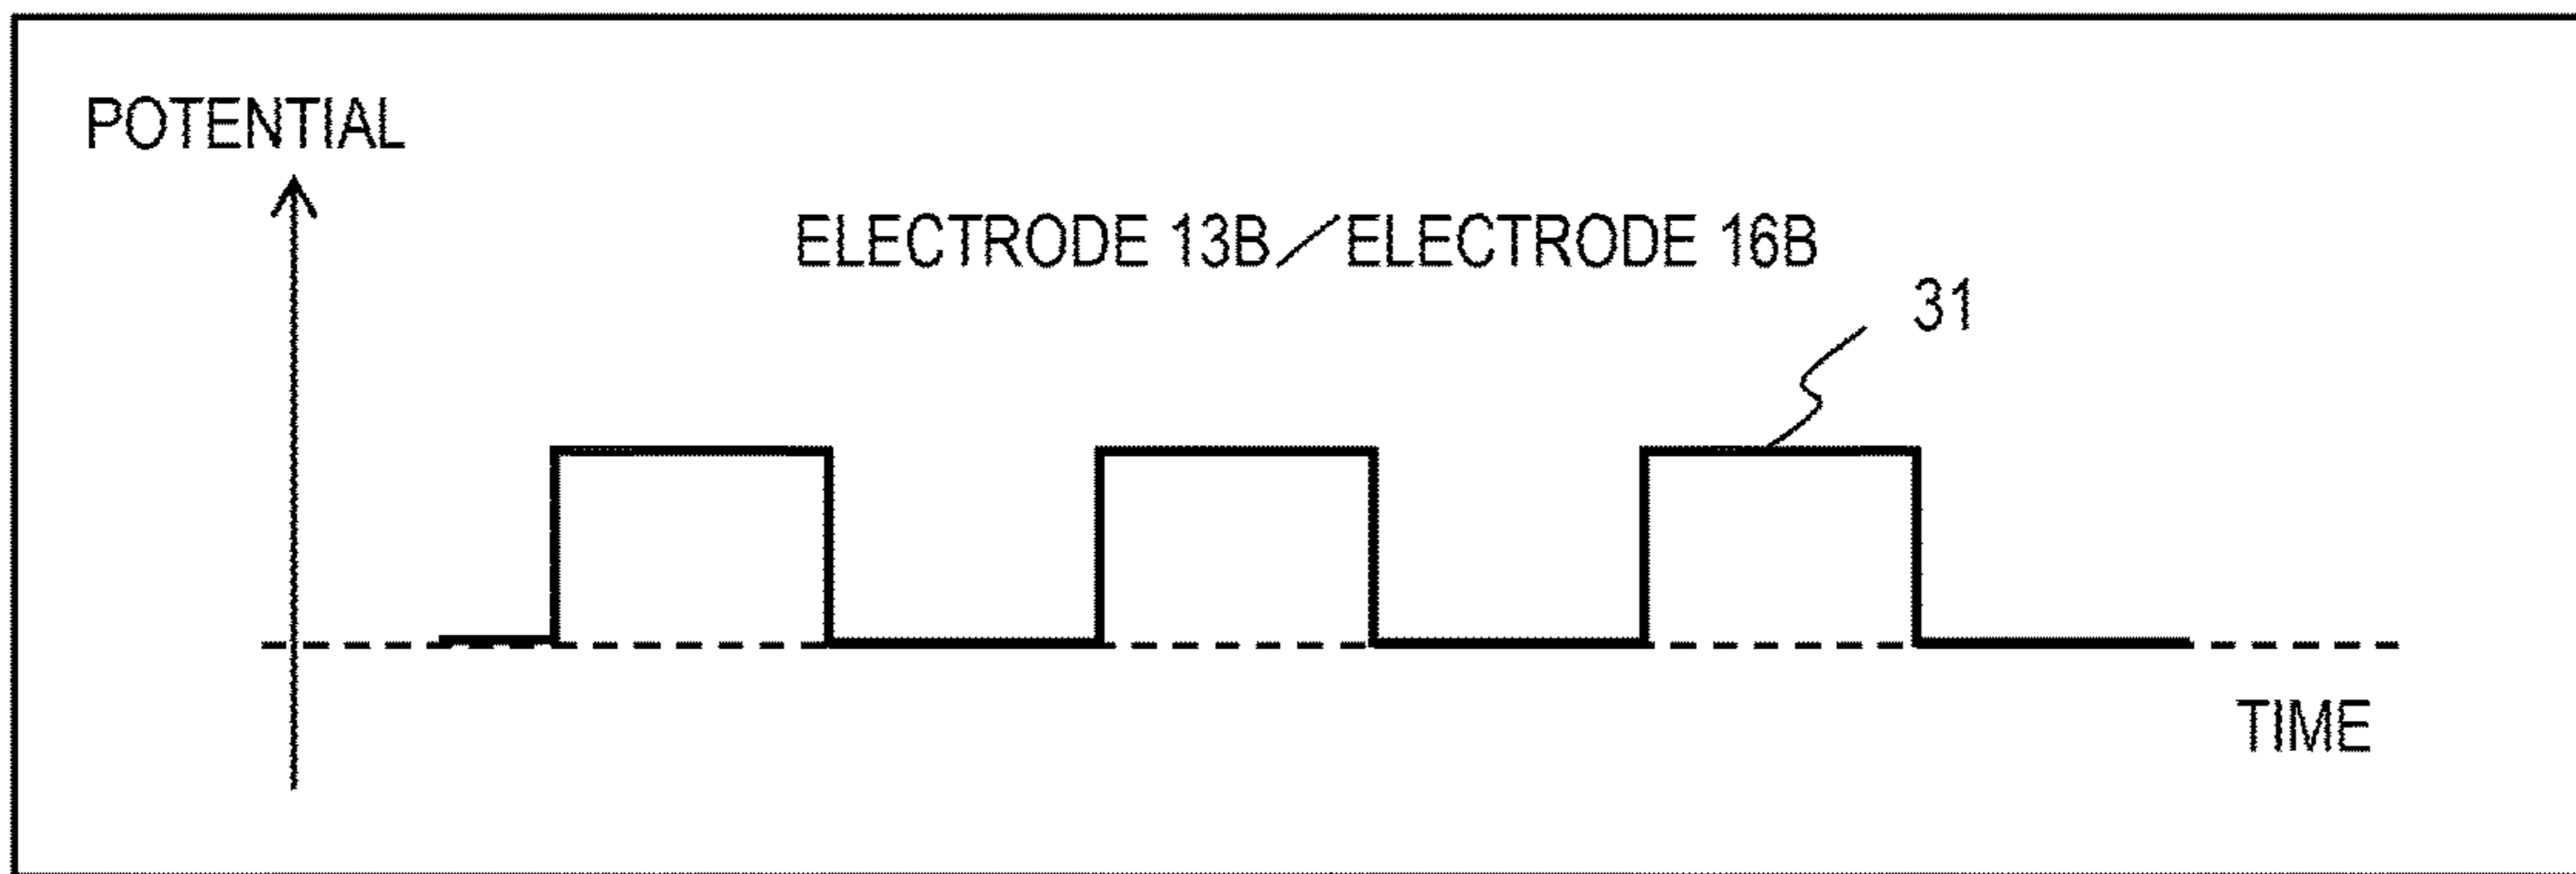 POTENTIAL
ELECTRODE 13B／ELECTRODE 16B
31
TIME